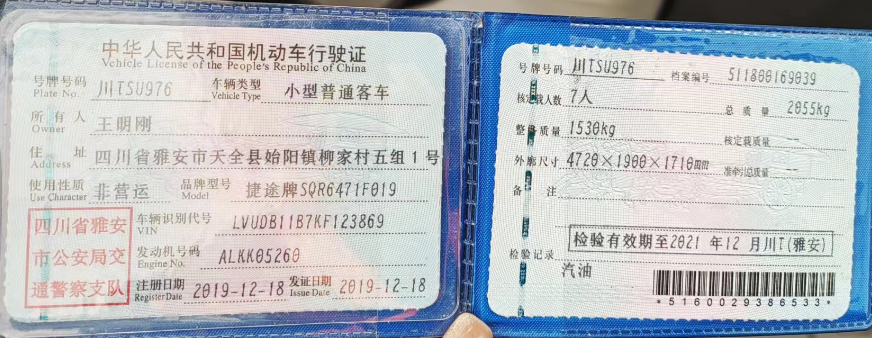 中华人民共和国机动车行驶证
Vehicle License of the People's Republic of China
号牌号码 川TSU976 车辆类型 小型普通客车
Plate No. Vehicle Type
所有人 王明刚
Owner
住址 四川省雅安市天全县始阳镇柳家村五组1号
Address
使用性质 非营运 品牌型号 捷途牌SQR6471F019
Use Character Model
四川省雅安
市公安局交
通警察支队
车辆识别代号 LVUDB11B7KF123869
VIN
发动机号码 ALKK05260
Engine No.
注册日期 2019-12-18 发证日期 2019-12-18
Register Date Issue Date
号牌号码 川TSU976 档案编号 511800169039
核定载人数 7人 总质量 2055kg
整备质量 1530kg 核定载质量 --
外廓尺寸 4720×1900×1710mm 准牵引总质量 --
备注
检验有效期至2021年12月川T(雅安)
检验记录
汽油
*5160029386533*